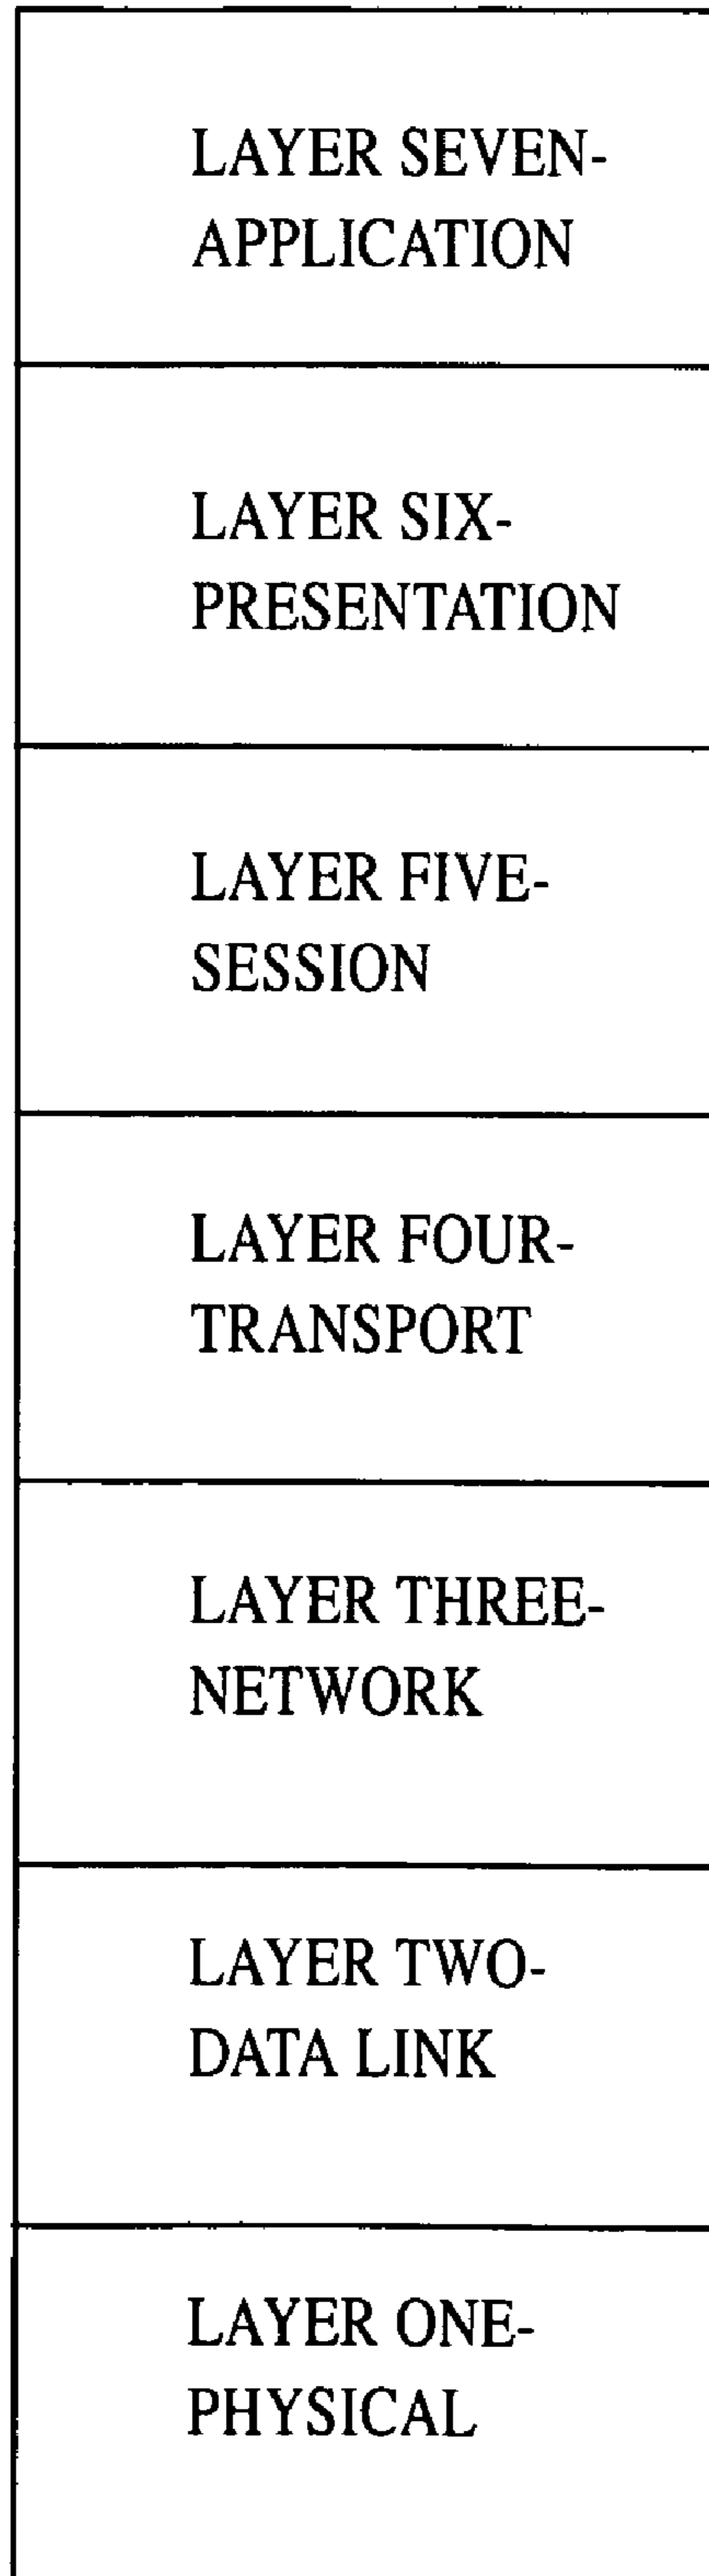 LAYER SEVEN-
APPLICATION
LAYER SIX-
PRESENTATION
LAYER FIVE-
SESSION
LAYER FOUR-
TRANSPORT
LAYER THREE-
NETWORK
LAYER TWO-
DATA LINK
LAYER ONE-
PHYSICAL